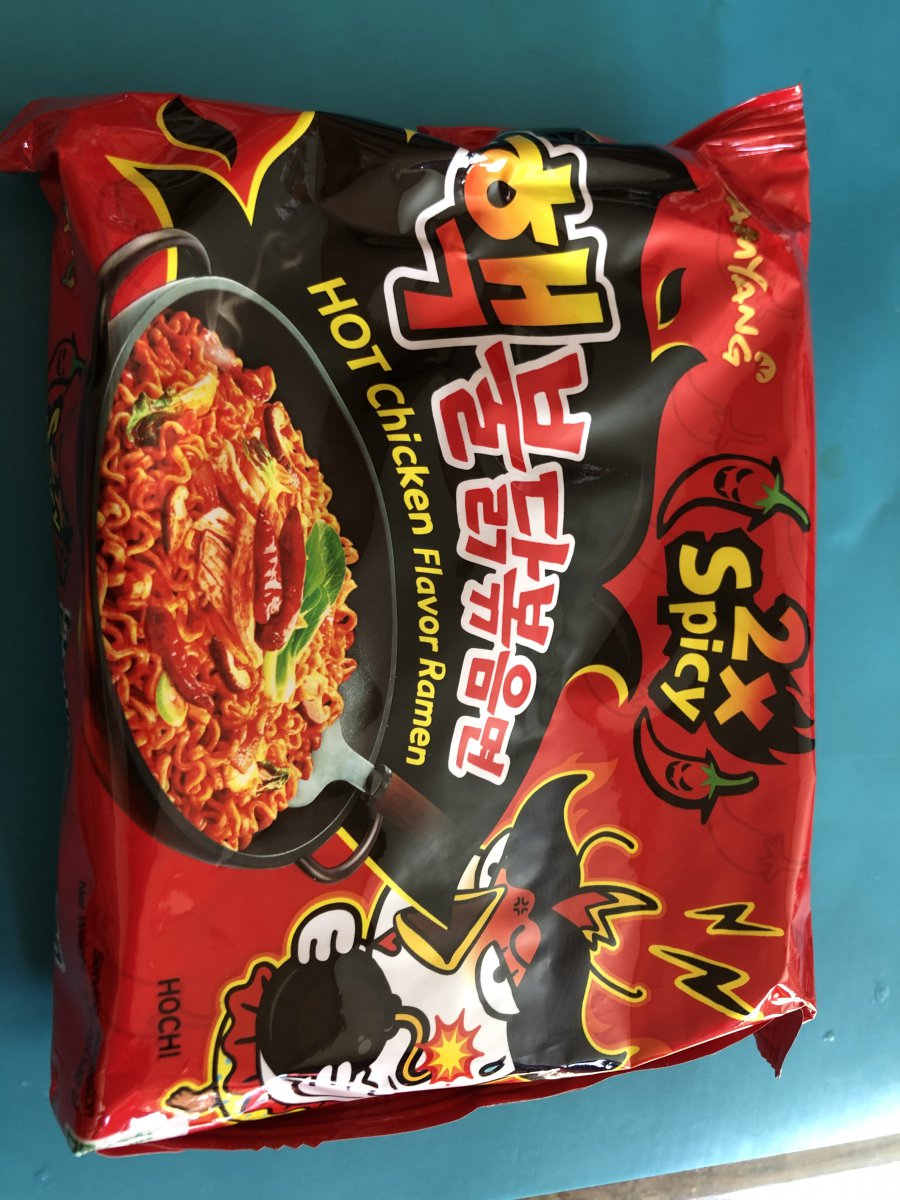 SAMYANG
2x
Spicy
핵
불닭볶음면
HOT Chicken Flavor Ramen
HOCHI